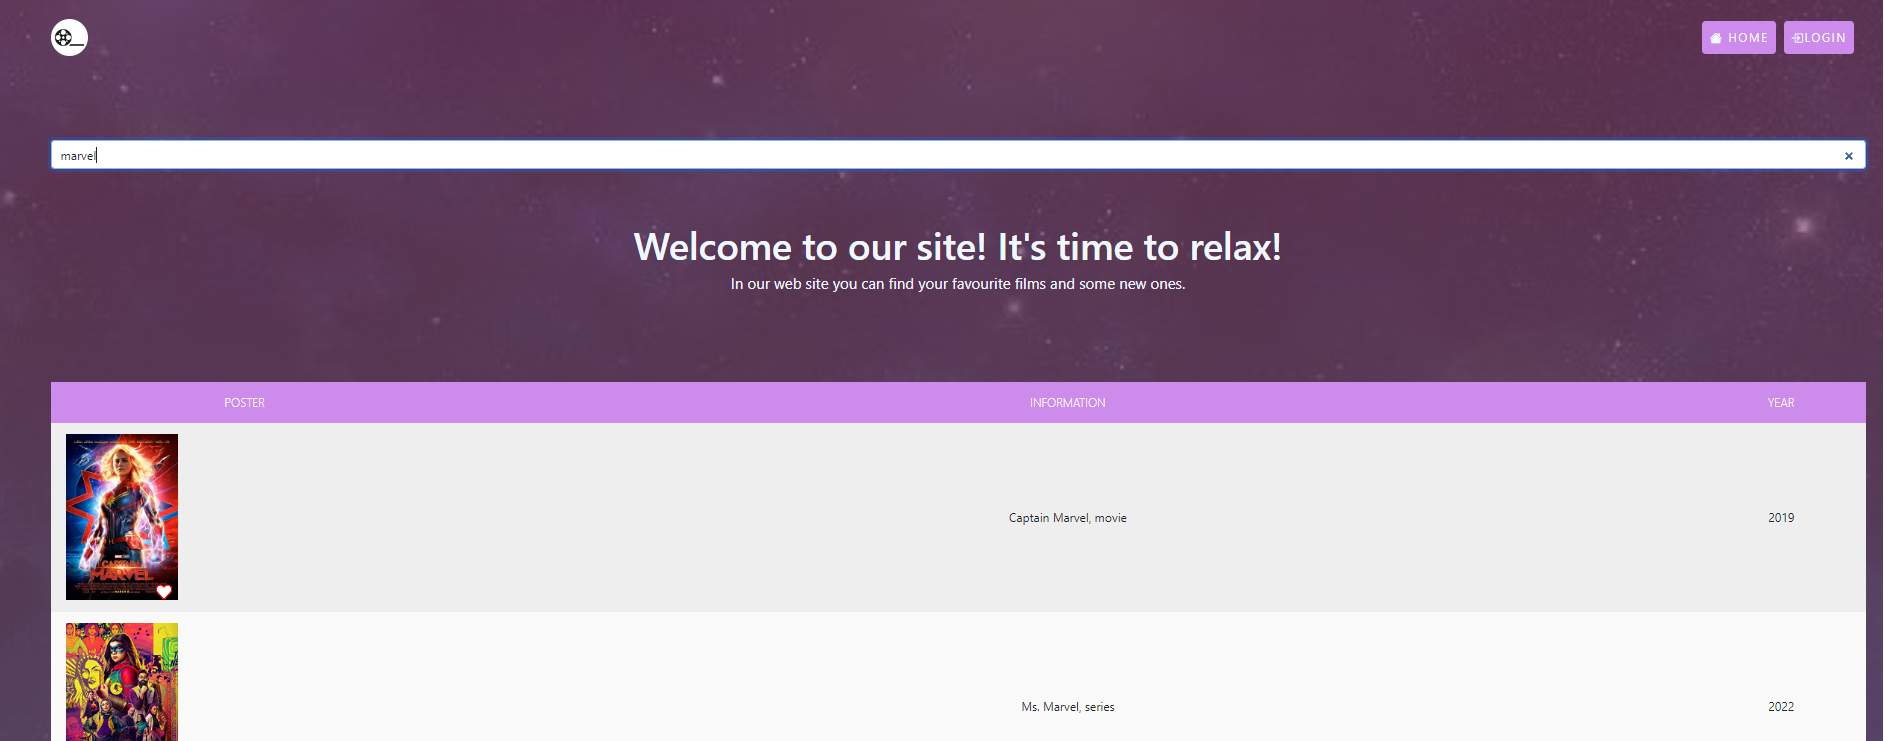 HOME LOGIN
marvel
Welcome to our site! It's time to relax!
In our web site you can find your favourite films and some new ones.
POSTER INFORMATION YEAR
CAPTAIN
MARVEL
Captain Marvel, movie 2019
Ms. Marvel, series 2022